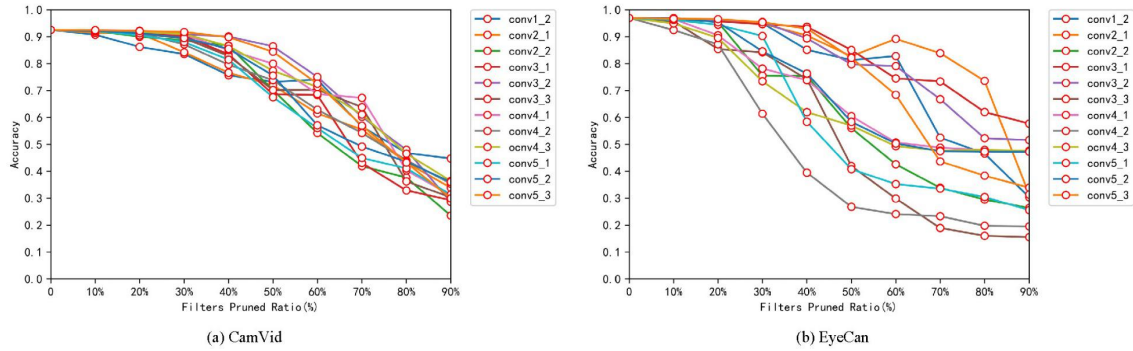 Accuracy
1.0
0.9
0.8
0.7
0.6
0.5
0.4
0.3
0.2
0.1
0.0
0 10% 20% 30% 40% 50% 60% 70% 80% 90%
Filters Pruned Ratio(%)
conv1_2
conv2_1
conv2_2
conv3_1
conv3_2
conv3_3
conv4_1
conv4_2
ocnv4_3
conv5_1
conv5_2
conv5_3
(a) CamVid
Accuracy
1.0
0.9
0.8
0.7
0.6
0.5
0.4
0.3
0.2
0.1
0.0
0 10% 20% 30% 40% 50% 60% 70% 80% 90%
Filters Pruned Ratio(%)
conv1_2
conv2_1
conv2_2
conv3_1
conv3_2
conv3_3
conv4_1
conv4_2
ocnv4_3
conv5_1
conv5_2
conv5_3
(b) EyeCan